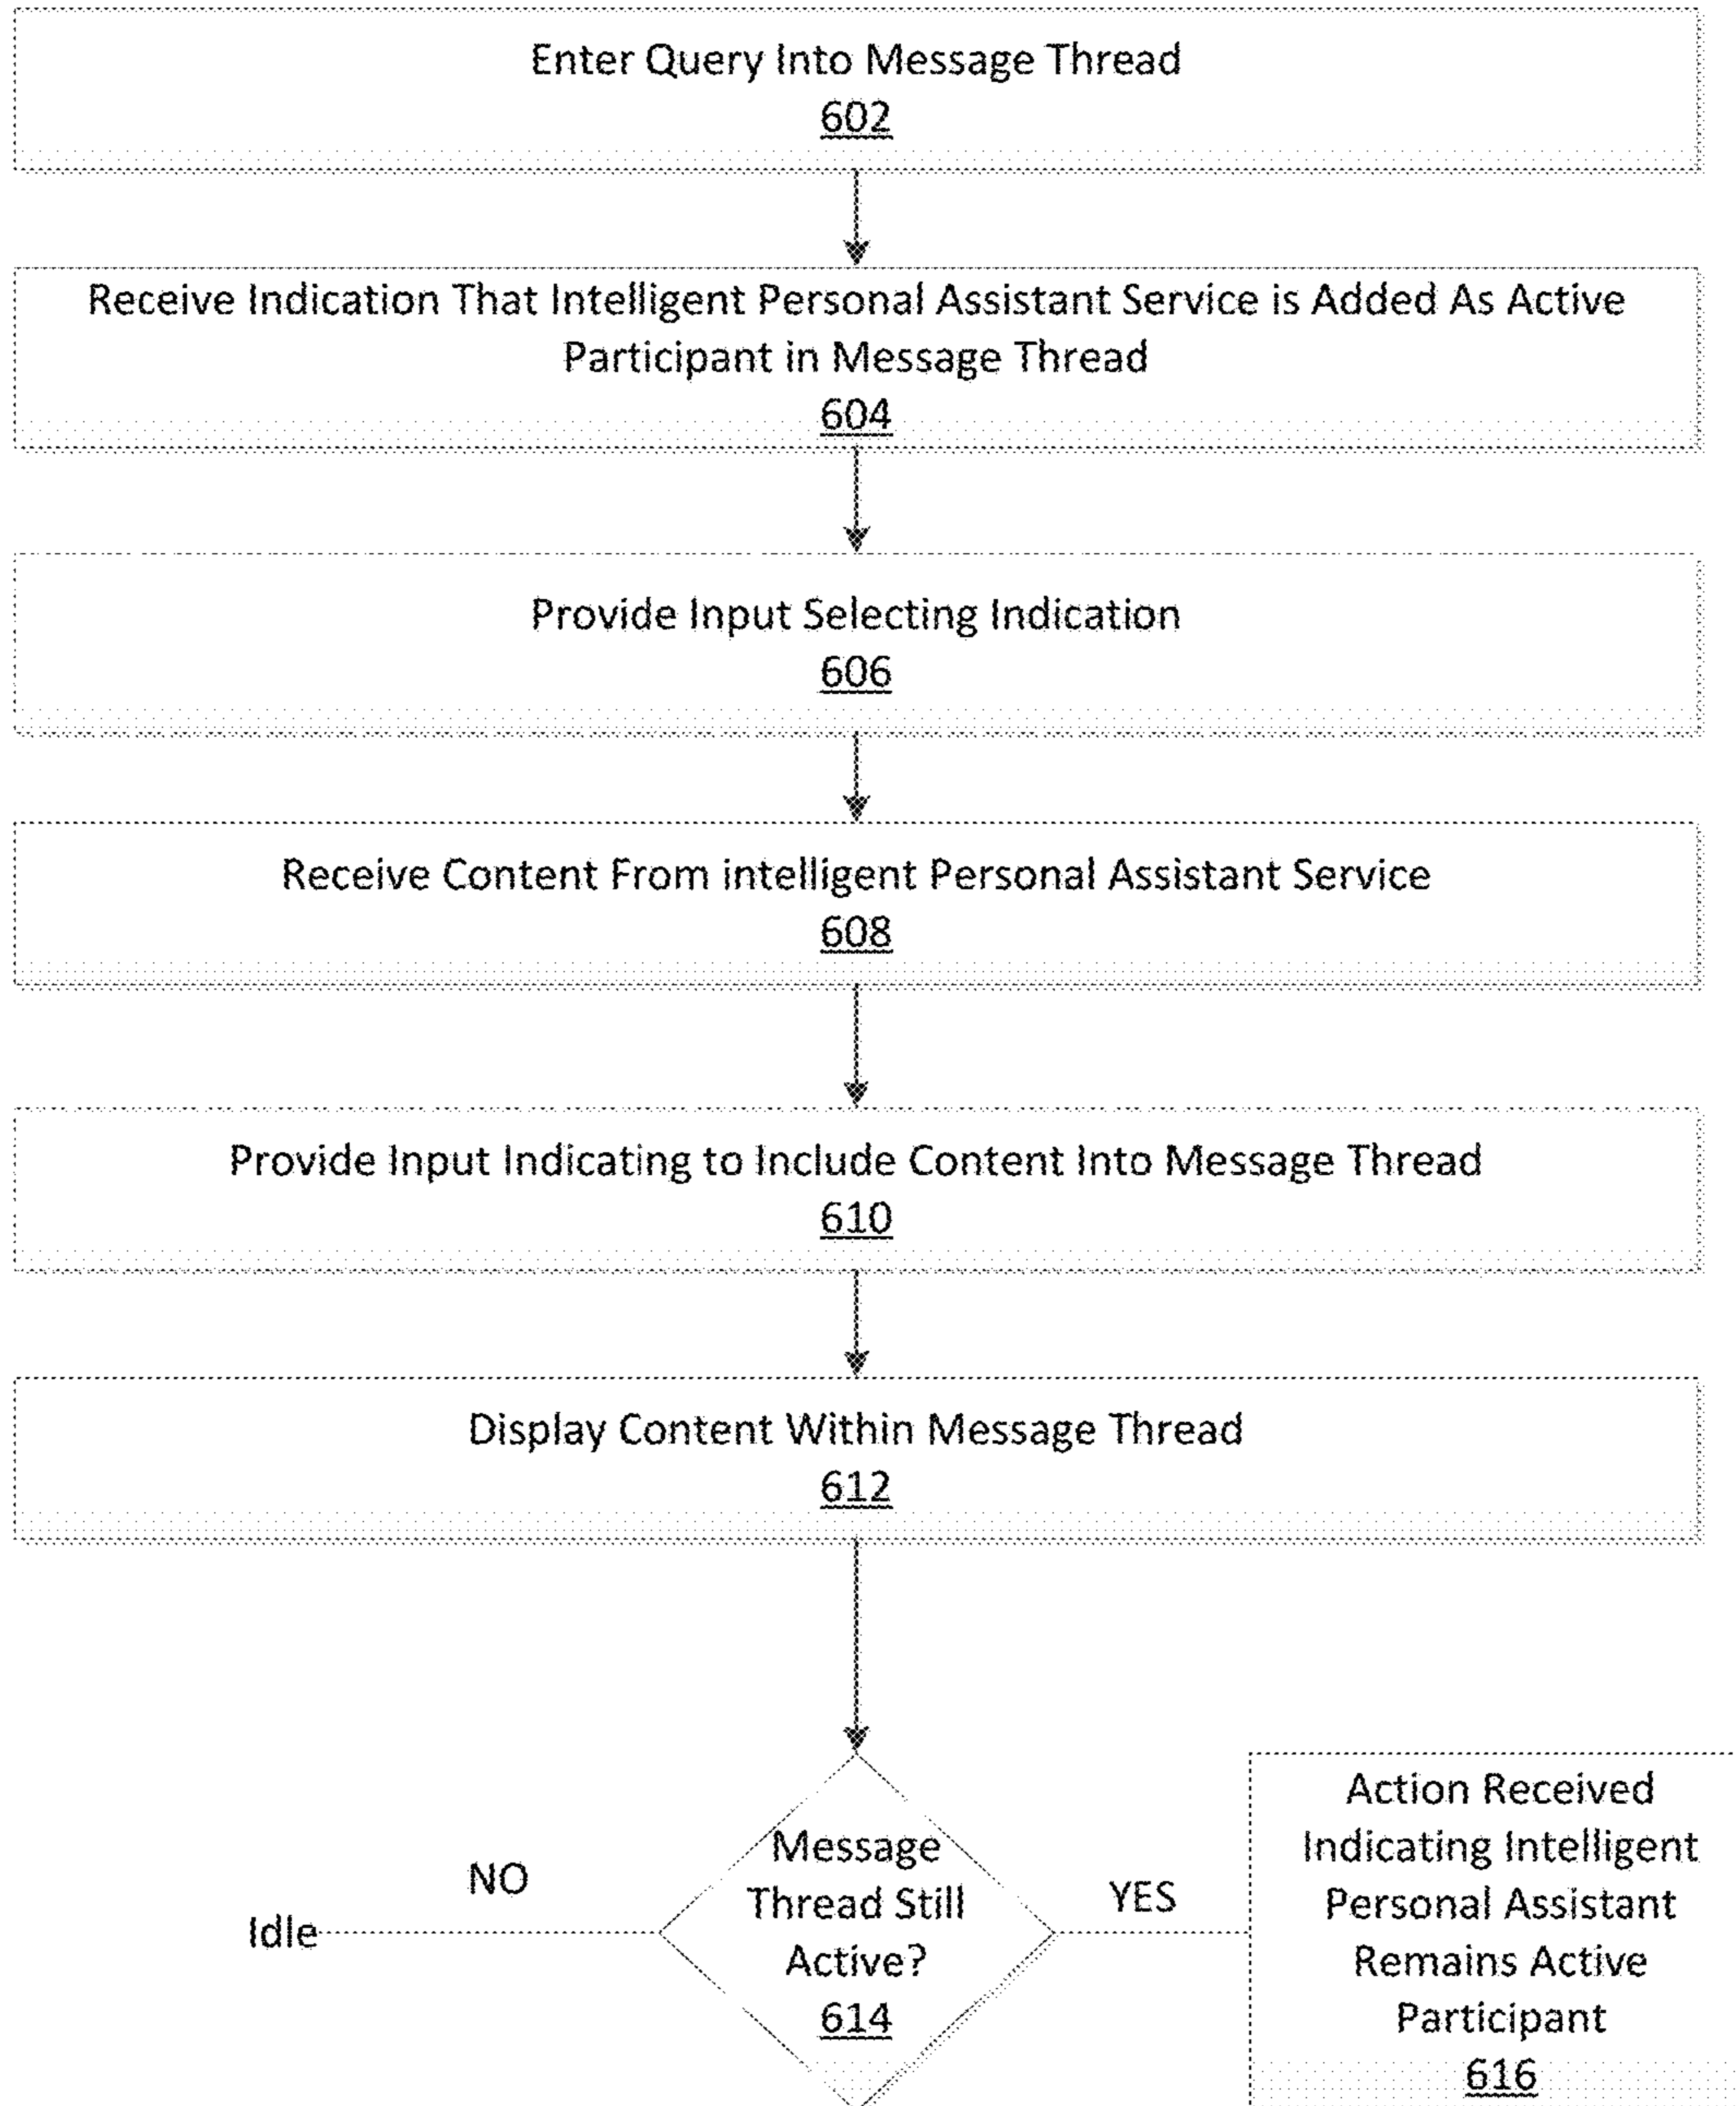 Enter Query Into Message Thread
602
Receive Indication That Intelligent Personal Assistant Service is Added As Active
Participant in Message Thread
604
Provide Input Selecting Indication
606
Receive Content From intelligent Personal Assistant Service
608
Provide Input Indicating to Include Content Into Message Thread
610
Display Content Within Message Thread
612
Message
Thread Still
Active?
614
NO
Idle
YES
Action Received
Indicating Intelligent
Personal Assistant
Remains Active
Participant
616